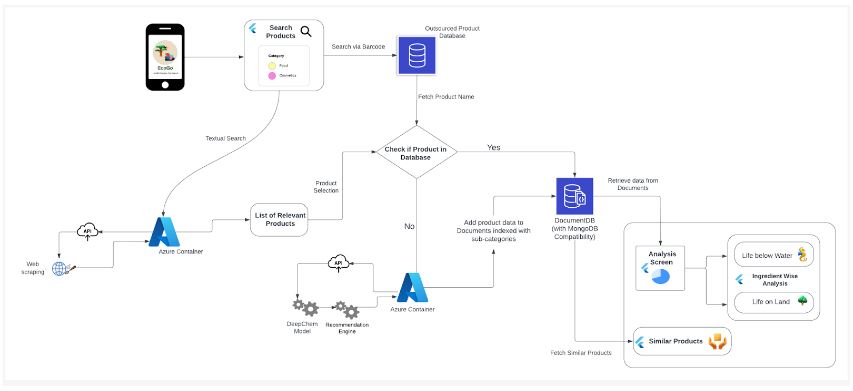 EcoGo
Search
Products
Category
Food
Cosmetics
Search via Barcode
Outsourced Product
Database
Fetch Product Name
Textual Search
Check if Product in
Database
Yes
No
Product
Selection
List of Relevant
Products
API
Azure Container
Web
scraping
API
DeepChem
Model
Recommendation
Engine
Azure Container
Add product data to
Documents indexed with
sub-categories
DocumentDB
(with MongoDB
Compatibility)
Retrieve data from
Documents
Analysis
Screen
Life below Water
Ingredient Wise
Analysis
Life on Land
Similar Products
Fetch Similar Products